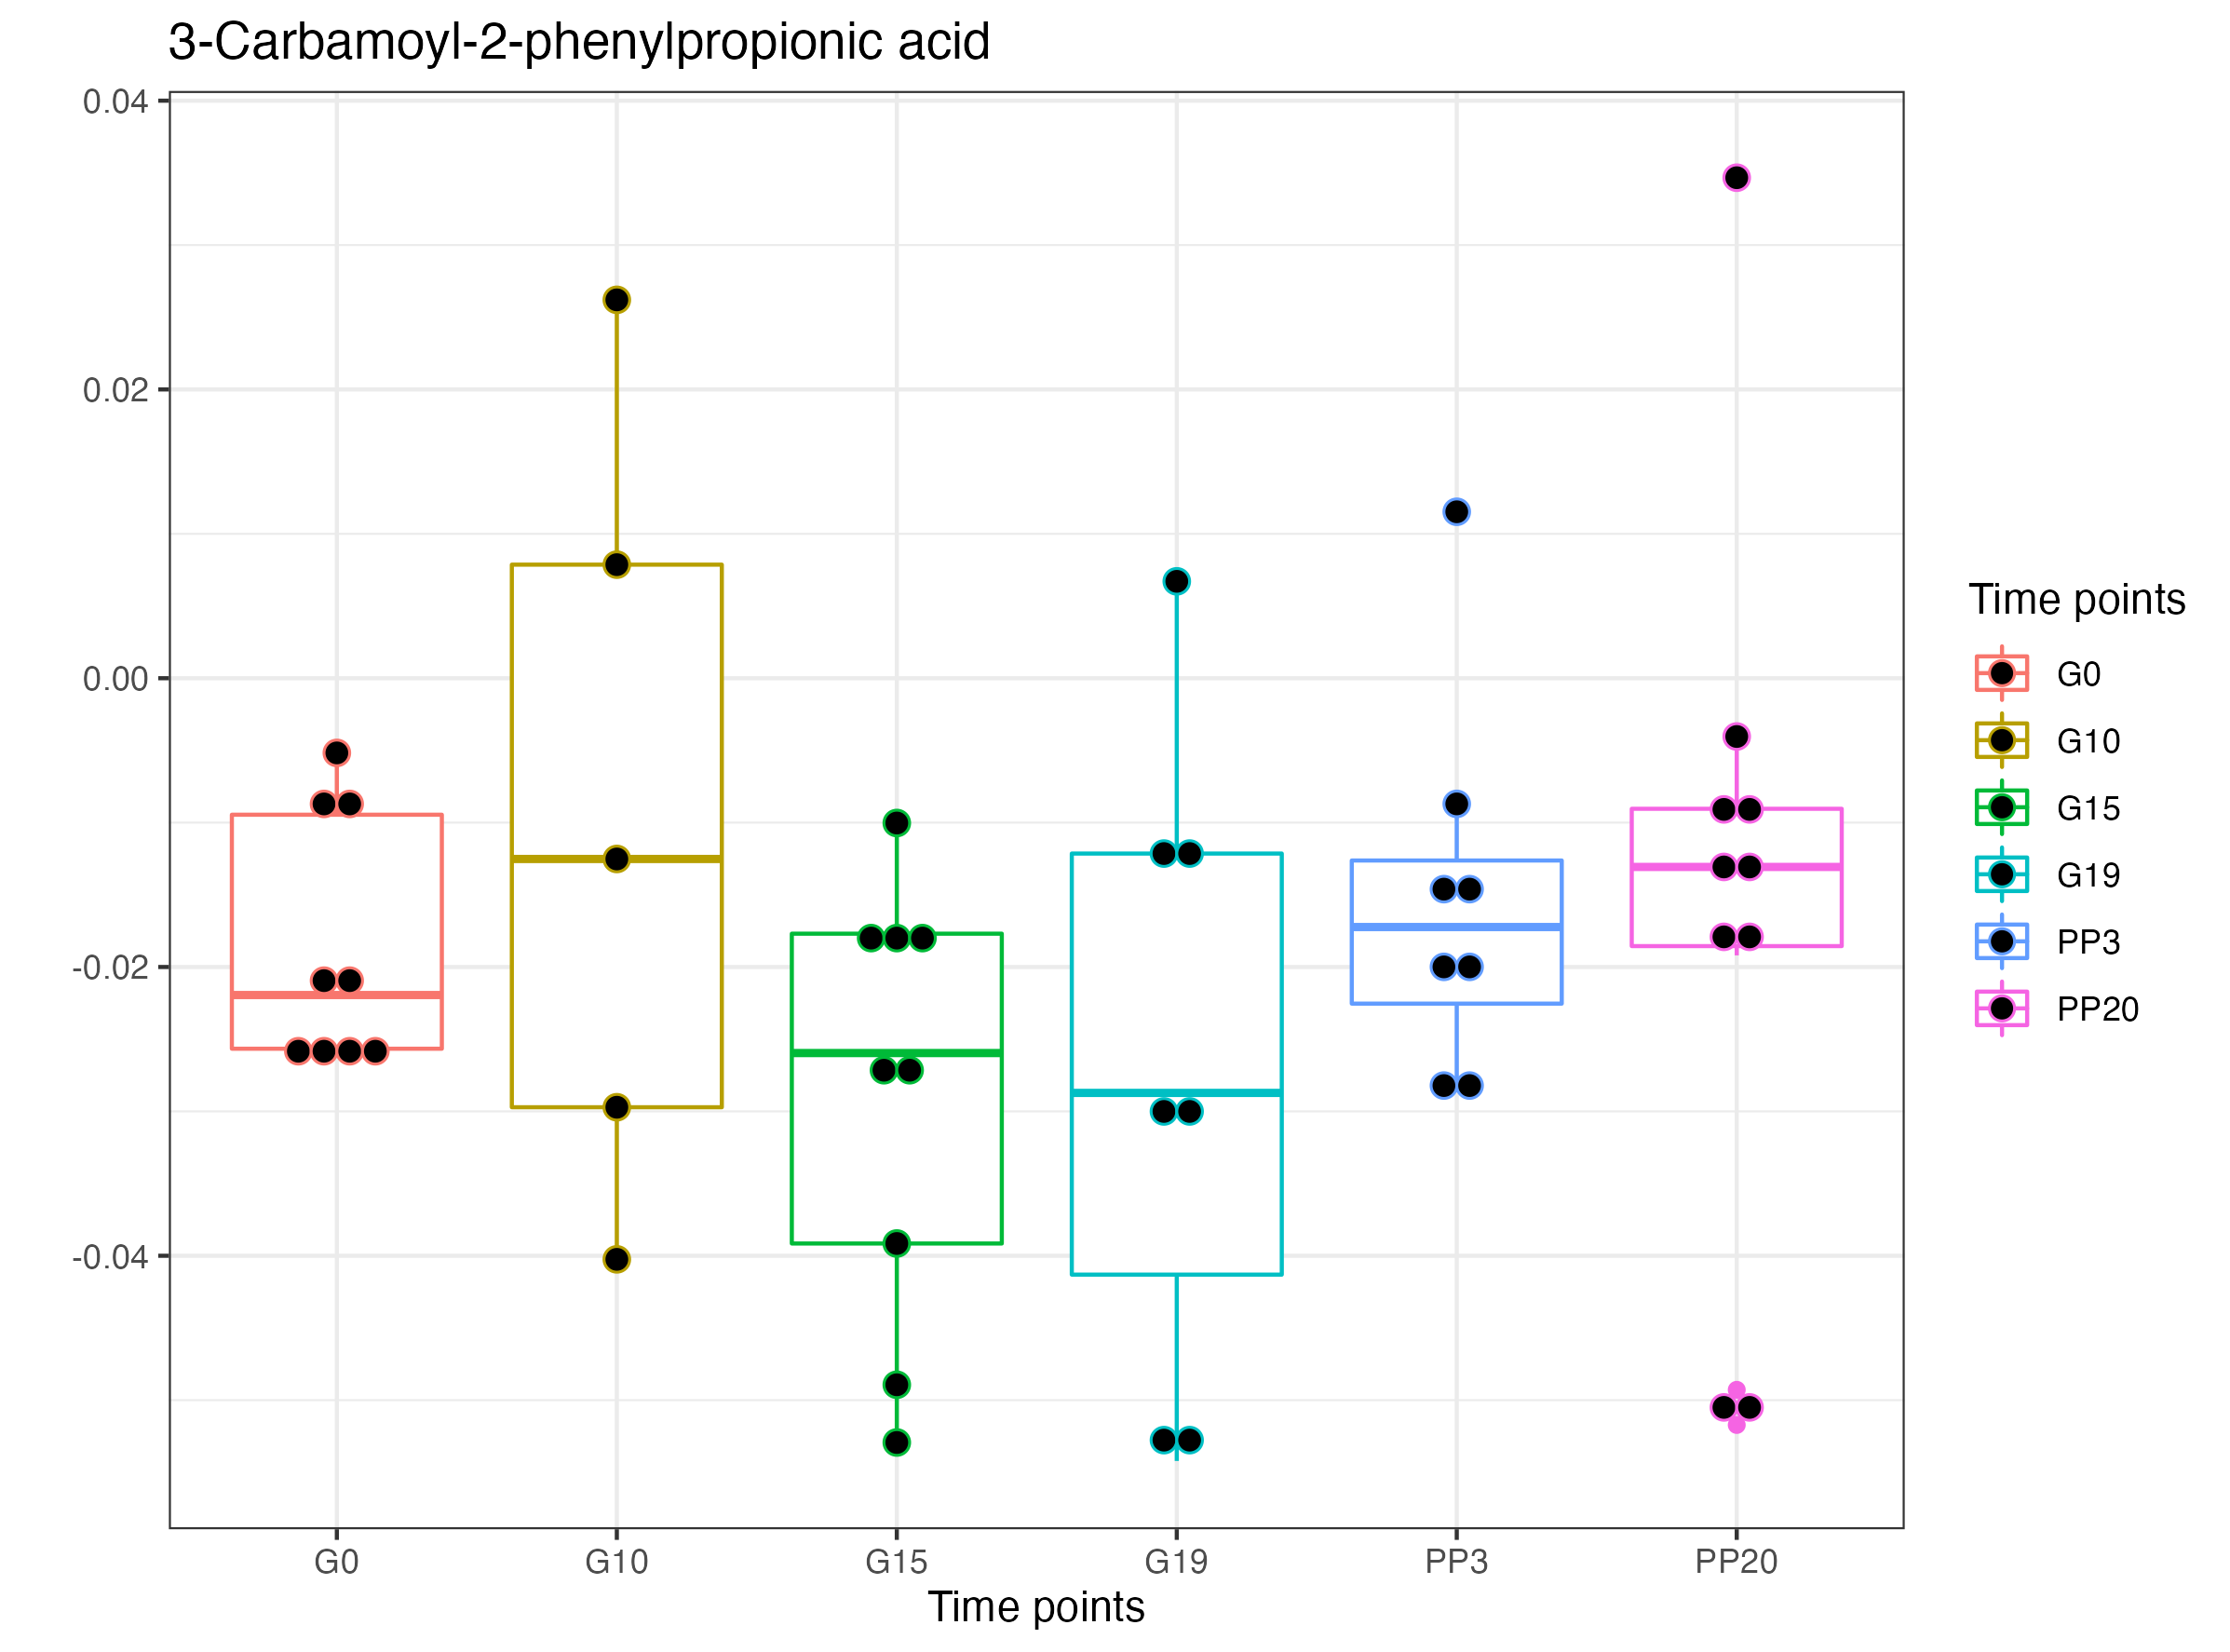 3-Carbamoyl-2-phenylpropionic acid
0.04
0.02
0.00
-0.02
-0.04
G0
G10
G15
G19
PP3
PP20
Time points
Time points
G0
G10
G15
G19
PP3
PP20